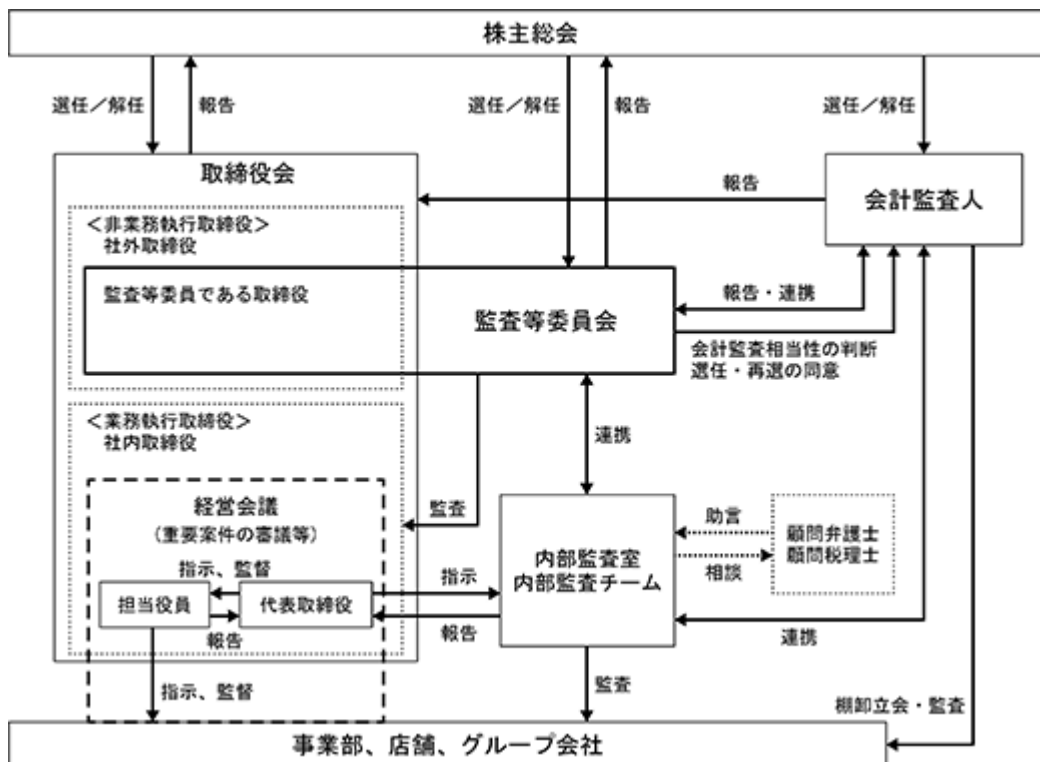 株主総会
選任／解任
報告
選任／解任
報告
選任／解任
取締役会
報告
会計監査人
＜非業務執行取締役＞
社外取締役
監査等委員である取締役
監査等委員会
報告・連携
会計監査相当性の判断
選任・再選の同意
＜業務執行取締役＞
社内取締役
連携
経営会議
（重要案件の審議等）
監査
助言
顧問弁護士
顧問税理士
内部監査室
内部監査チーム
相談
指示、監督
指示
担当役員
代表取締役
報告
報告
連携
指示、監督
監査
棚卸立会・監査
事業部、店舗、グループ会社